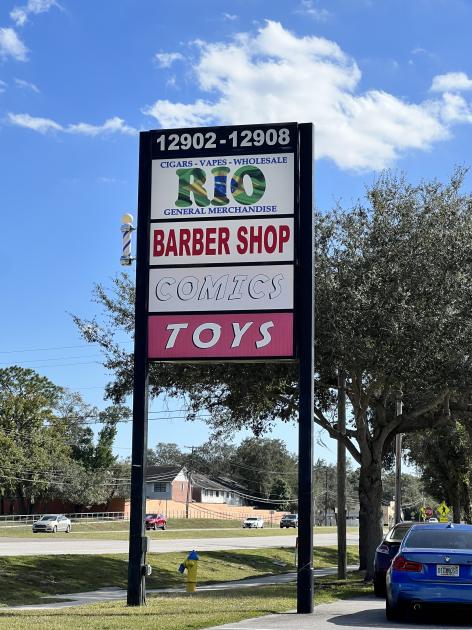 12902-12908
CIGARS - VAPES - WHOLESALE
RIO
GENERAL MERCHANDISE
BARBER SHOP
COMICS
TOYS